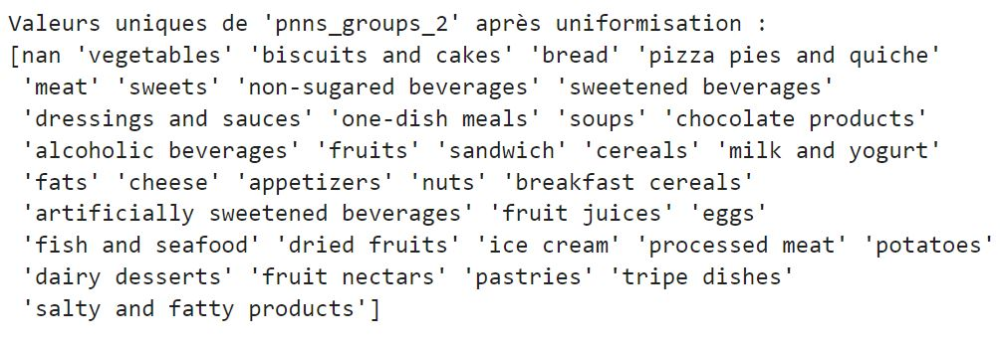 Valeurs uniques de 'pnns_groups_2' après uniformisation :
[nan 'vegetables' 'biscuits and cakes' 'bread' 'pizza pies and quiche'
'meat' 'sweets' 'non-sugared beverages' 'sweetened beverages'
'dressings and sauces' 'one-dish meals' 'soups' 'chocolate products'
'alcoholic beverages' 'fruits' 'sandwich' 'cereals' 'milk and yogurt'
'fats' 'cheese' 'appetizers' 'nuts' 'breakfast cereals'
'artificially sweetened beverages' 'fruit juices' 'eggs'
'fish and seafood' 'dried fruits' 'ice cream' 'processed meat' 'potatoes'
'dairy desserts' 'fruit nectars' 'pastries' 'tripe dishes'
'salty and fatty products']